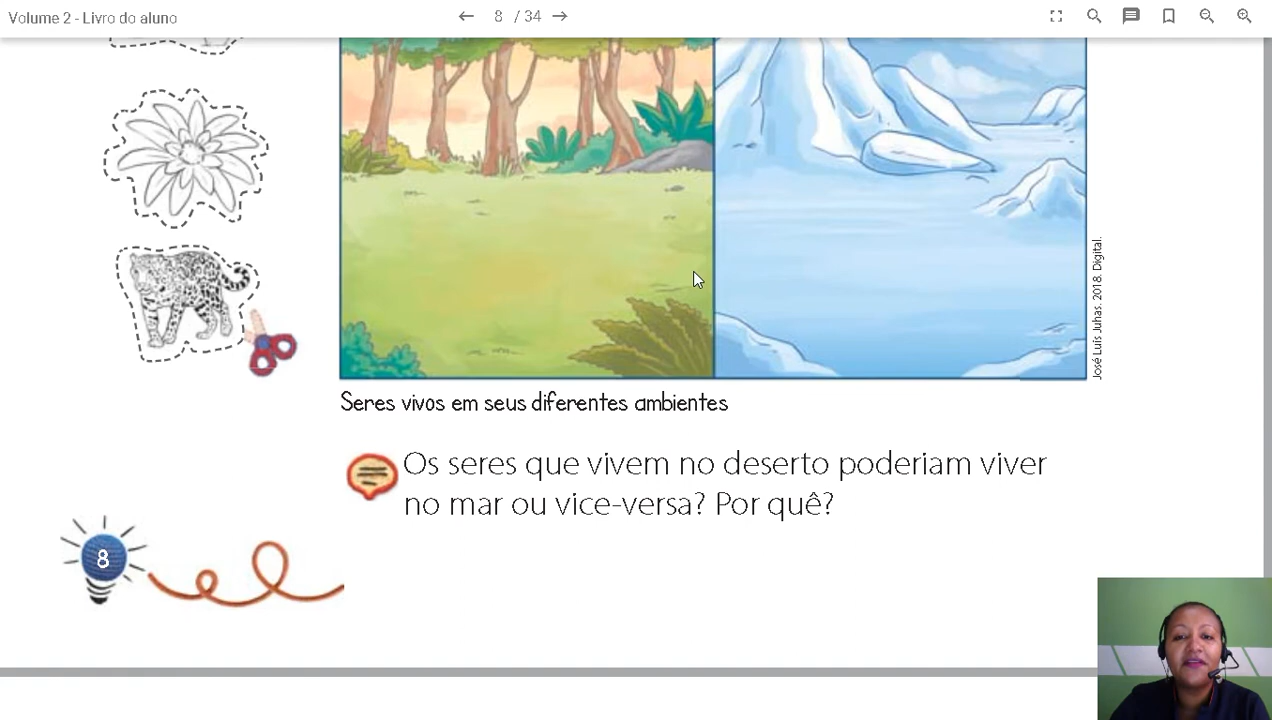 Volume 2 - Livro do aluno
8 / 34
José Luis Juhas. 2018. Digital.
Seres vivos em seus diferentes ambientes
Os seres que vivem no deserto poderiam viver
no mar ou vice-versa? Por quê?
8